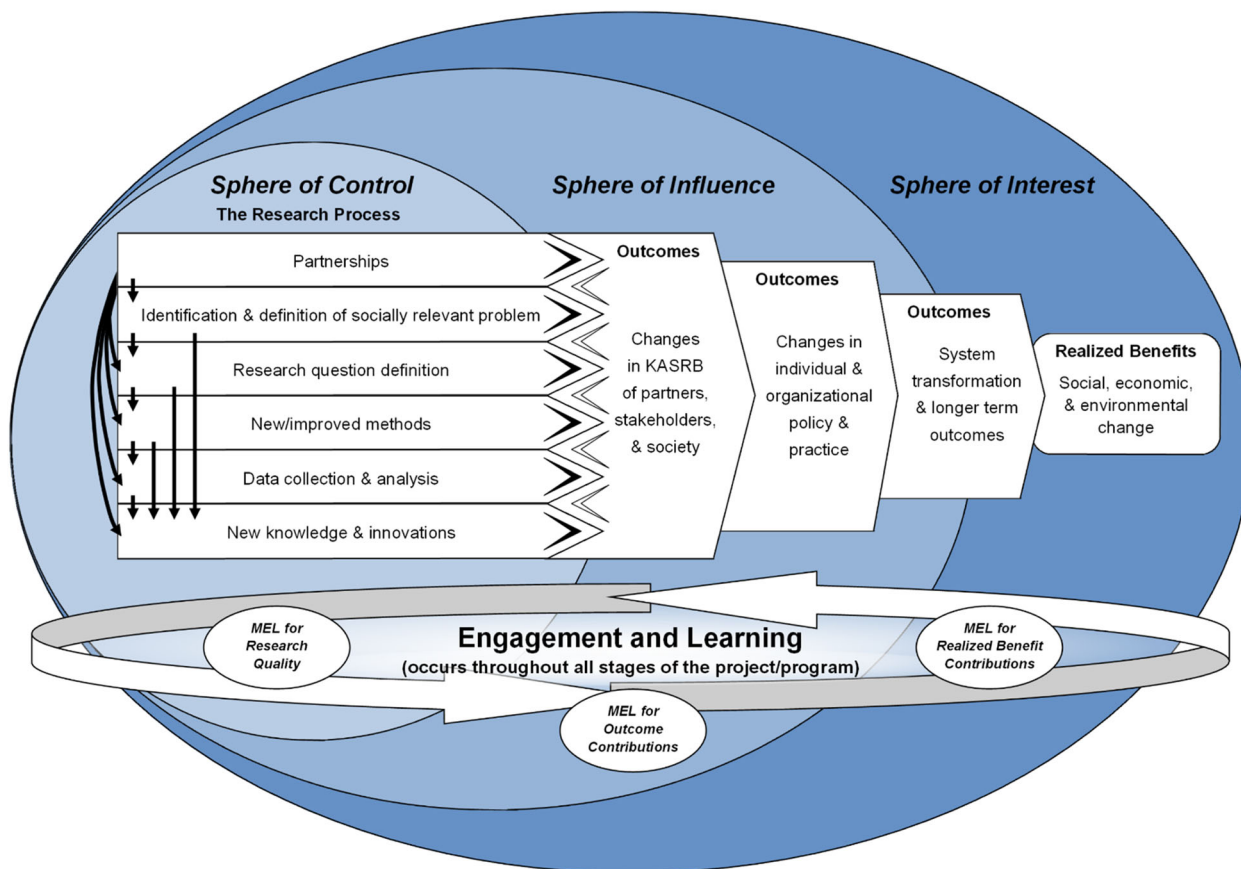 Sphere of Control
Sphere of Influence
Sphere of Interest
The Research Process
Partnerships
Identification & definition of socially relevant problem
Research question definition
New/improved methods
Data collection & analysis
New knowledge & innovations
Outcomes
Changes
in KASRB
of partners,
stakeholders,
& society
Outcomes
Changes in
individual &
organizational
policy &
practice
Outcomes
System
transformation
& longer term
outcomes
Realized Benefits
Social, economic,
& environmental
change
MEL for
Research
Quality
Engagement and Learning
(occurs throughout all stages of the project/program)
MEL for
Outcome
Contributions
MEL for
Realized Benefit
Contributions